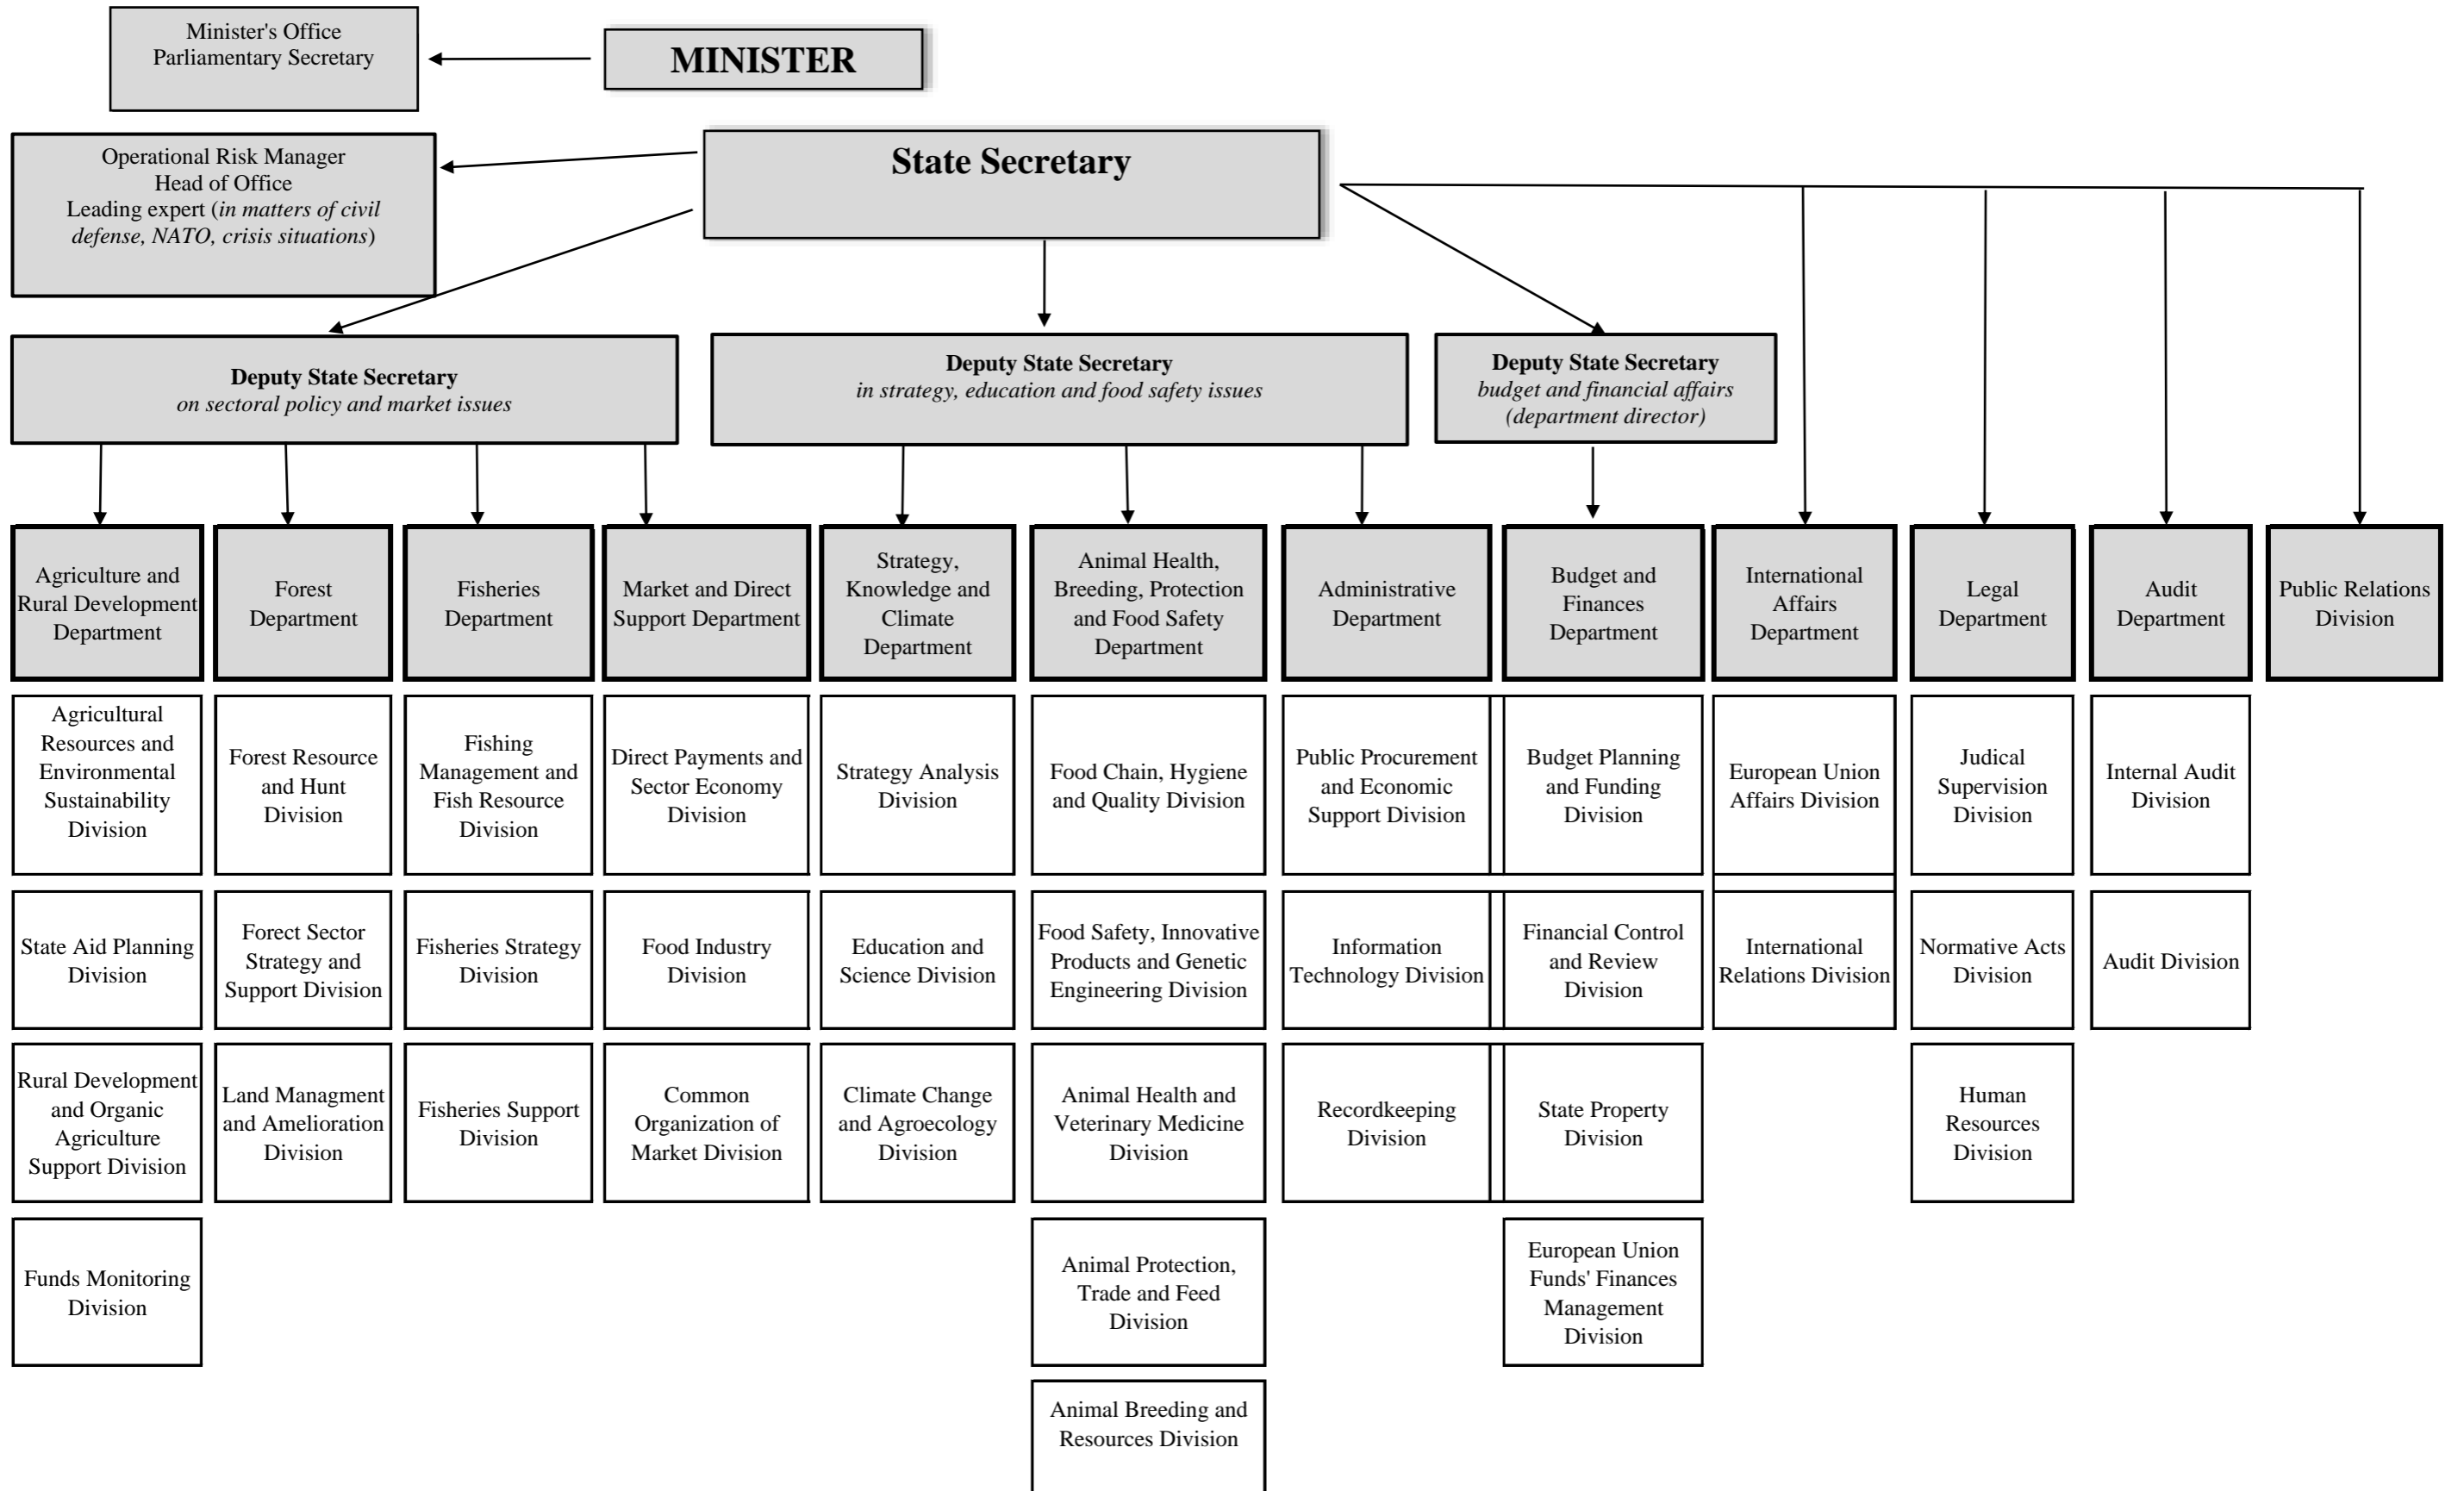 Minister's Office
Parliamentary Secretary
MINISTER
Operational Risk Manager
Head of Office
Leading expert (in matters of civil
defense, NATO, crisis situations)
State Secretary
Deputy State Secretary
on sectoral policy and market issues
Deputy State Secretary
in strategy, education and food safety issues
Deputy State Secretary
budget and financial affairs
(department director)
Agriculture and
Rural Development
Department
Forest
Department
Fisheries
Department
Market and Direct
Support Department
Strategy,
Knowledge and
Climate
Department
Animal Health,
Breeding, Protection
and Food Safety
Department
Administrative
Department
Budget and
Finances
Department
International
Affairs
Department
Legal
Department
Audit
Department
Public Relations
Division
Agricultural
Resources and
Environmental
Sustainability
Division
Forest Resource
and Hunt
Division
Fishing
Management and
Fish Resource
Division
Direct Payments and
Sector Economy
Division
Strategy Analysis
Division
Food Chain, Hygiene
and Quality Division
Public Procurement
and Economic
Support Division
Budget Planning
and Funding
Division
European Union
Affairs Division
Judical
Supervision
Division
Internal Audit
Division
State Aid Planning
Division
Forect Sector
Strategy and
Support Division
Fisheries Strategy
Division
Food Industry
Division
Education and
Science Division
Food Safety, Innovative
Products and Genetic
Engineering Division
Information
Technology Division
Financial Control
and Review
Division
International
Relations Division
Normative Acts
Division
Audit Division
Rural Development
and Organic
Agriculture
Support Division
Land Managment
and Amelioration
Division
Fisheries Support
Division
Common
Organization of
Market Division
Climate Change
and Agroecology
Division
Animal Health and
Veterinary Medicine
Division
Recordkeeping
Division
State Property
Division
Human
Resources
Division
Funds Monitoring
Division
Animal Protection,
Trade and Feed
Division
European Union
Funds' Finances
Management
Division
Animal Breeding and
Resources Division